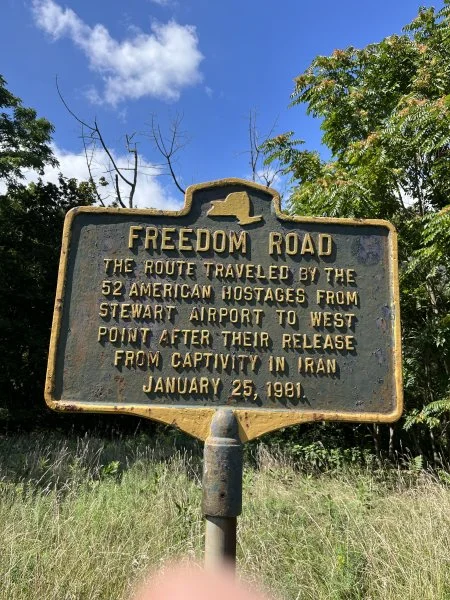 FREEDOM ROAD
THE ROUTE TRAVELED BY THE
52 AMERICAN HOSTAGES FROM
STEWART AIRPORT TO WEST
POINT AFTER THEIR RELEASE
FROM CAPTIVITY IN IRAN
JANUARY 25, 1981.